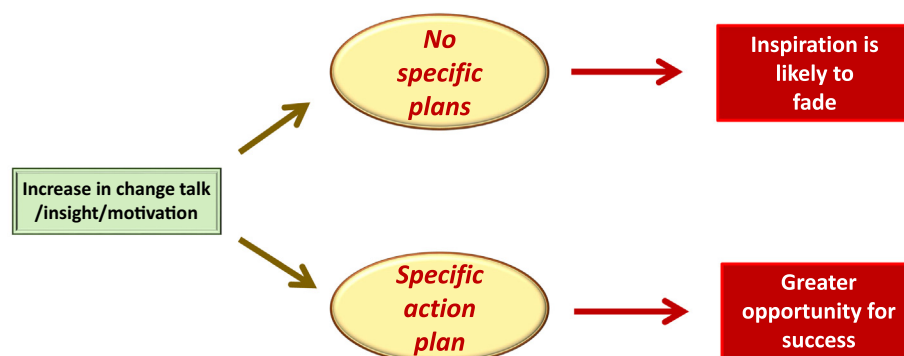 No
specific
plans
Inspiration is
likely to
fade
Increase in change talk
/insight/motivation
Specific
action
plan
Greater
opportunity for
success